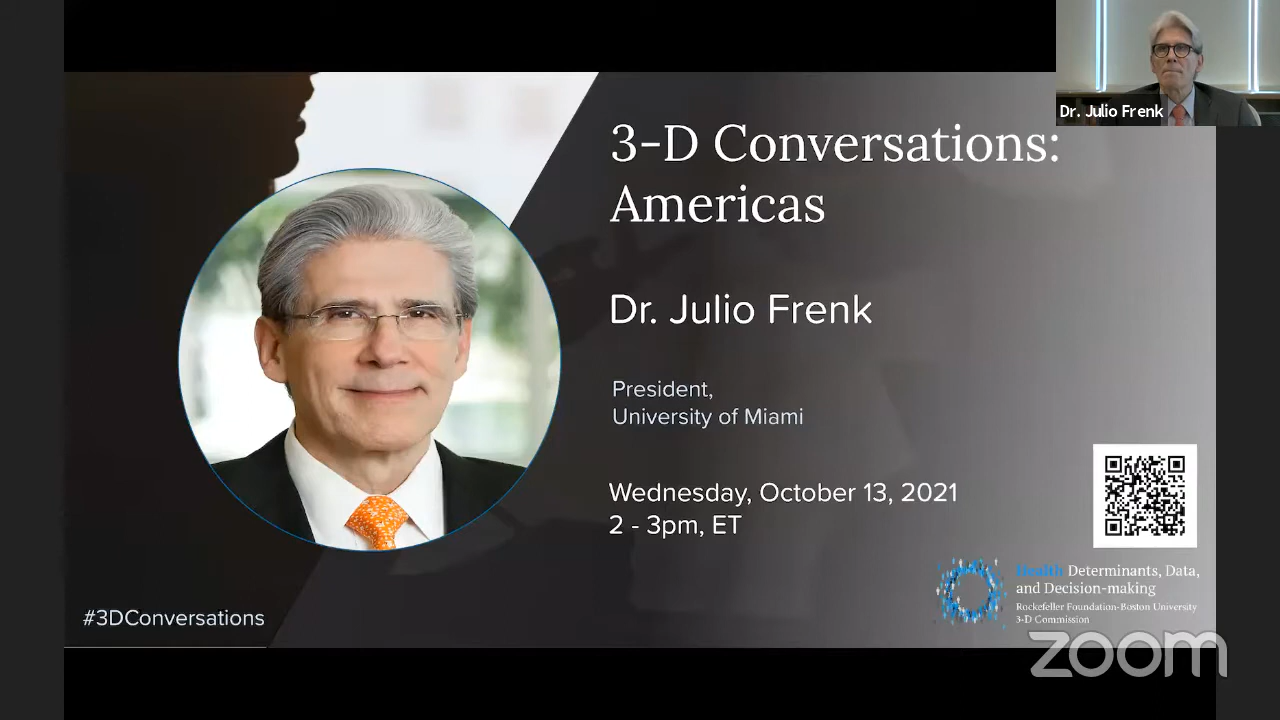 Dr. Julio Frenk
3-D Conversations:
Americas
Dr. Julio Frenk
President,
University of Miami
Wednesday, October 13, 2021
2 - 3pm, ET
Health Determinants, Data,
and Decision-making
Rockefeller Foundation-Boston University
3-D Commission
#3DConversations
zoom